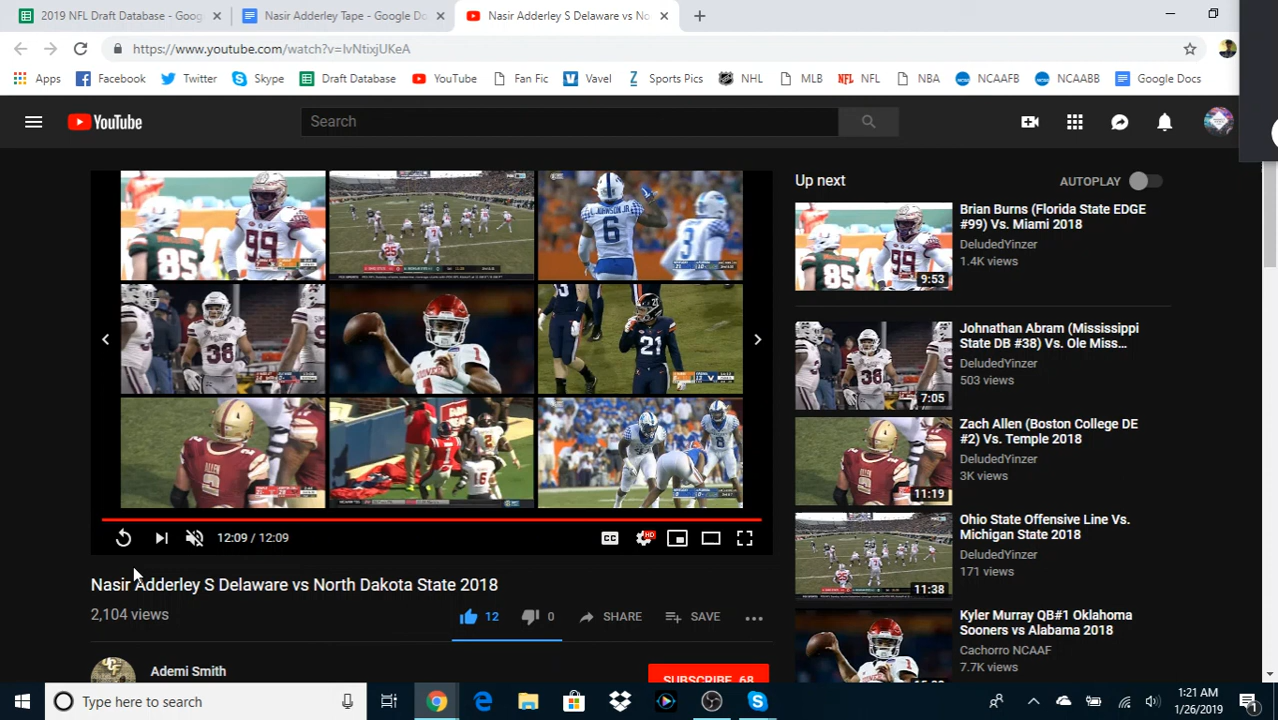 2019 NFL Draft Database - Goog
Nasir Adderley Tape - Google Do
Nasir Adderley S Delaware vs No
https://www.youtube.com/watch?v=IvNtixjUKeA
Apps
Facebook
Twitter
Skype
Draft Database
YouTube
Fan Fic
Vavel
Sports Pics
NHL
MLB
NFL
NBA
NCAAFB
NCAABB
Google Docs
YouTube
Search
Up next
AUTOPLAY
Brian Burns (Florida State EDGE
#99) Vs. Miami 2018
DeludedYinzer
1.4K views
9:53
Johnathan Abram (Mississippi
State DB #38) Vs. Ole Miss...
DeludedYinzer
503 views
7:05
Zach Allen (Boston College DE
#2) Vs. Temple 2018
DeludedYinzer
3K views
11:19
Ohio State Offensive Line Vs.
Michigan State 2018
DeludedYinzer
171 views
11:38
Kyler Murray QB#1 Oklahoma
Sooners vs Alabama 2018
Cachorro NCAAF
7.7K views
12:09 / 12:09
CC
HD
Nasir Adderley S Delaware vs North Dakota State 2018
2,104 views
12
0
SHARE
SAVE
Ademi Smith
SUBSCRIBE 68
Type here to search
1:21 AM
1/26/2019